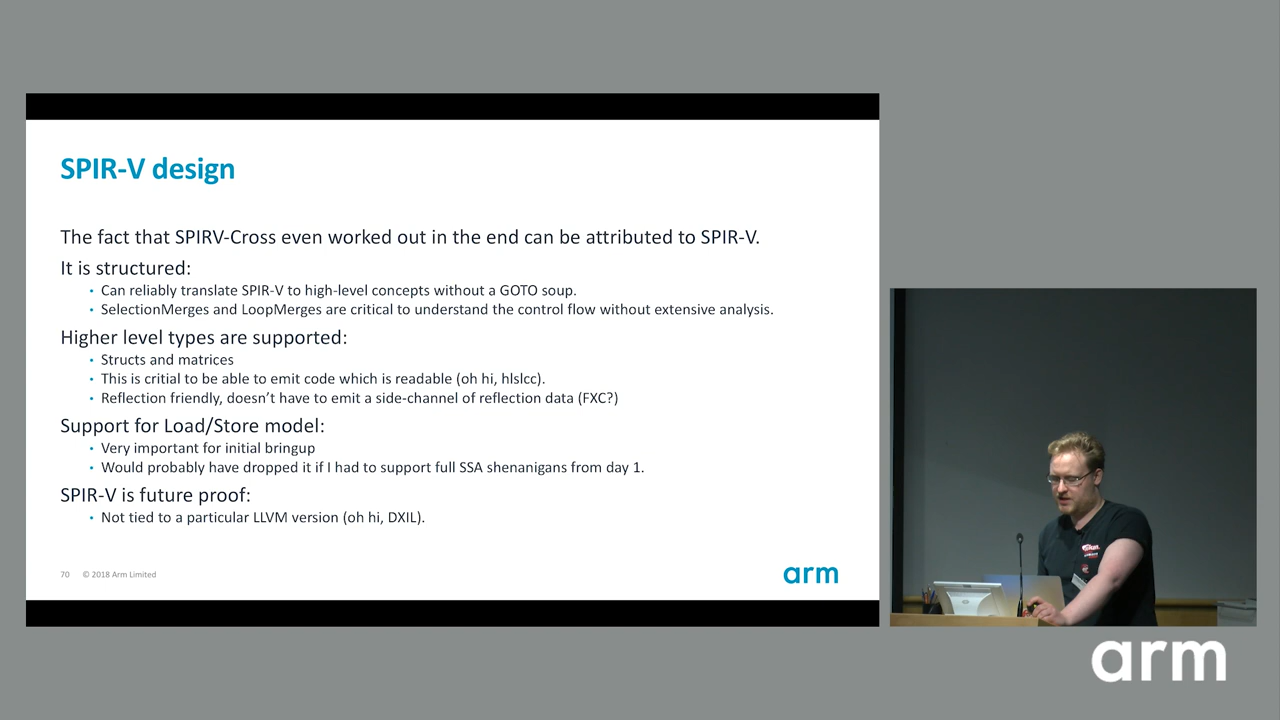 SPIR-V design
The fact that SPIRV-Cross even worked out in the end can be attributed to SPIR-V.
It is structured:
• Can reliably translate SPIR-V to high-level concepts without a GOTO soup.
• SelectionMerges and LoopMerges are critical to understand the control flow without extensive analysis.
Higher level types are supported:
• Structs and matrices
• This is critial to be able to emit code which is readable (oh hi, hlslcc).
• Reflection friendly, doesn't have to emit a side-channel of reflection data (FXC?)
Support for Load/Store model:
• Very important for initial bringup
• Would probably have dropped it if I had to support full SSA shenanigans from day 1.
SPIR-V is future proof:
• Not tied to a particular LLVM version (oh hi, DXIL).
70 © 2018 Arm Limited
arm
arm